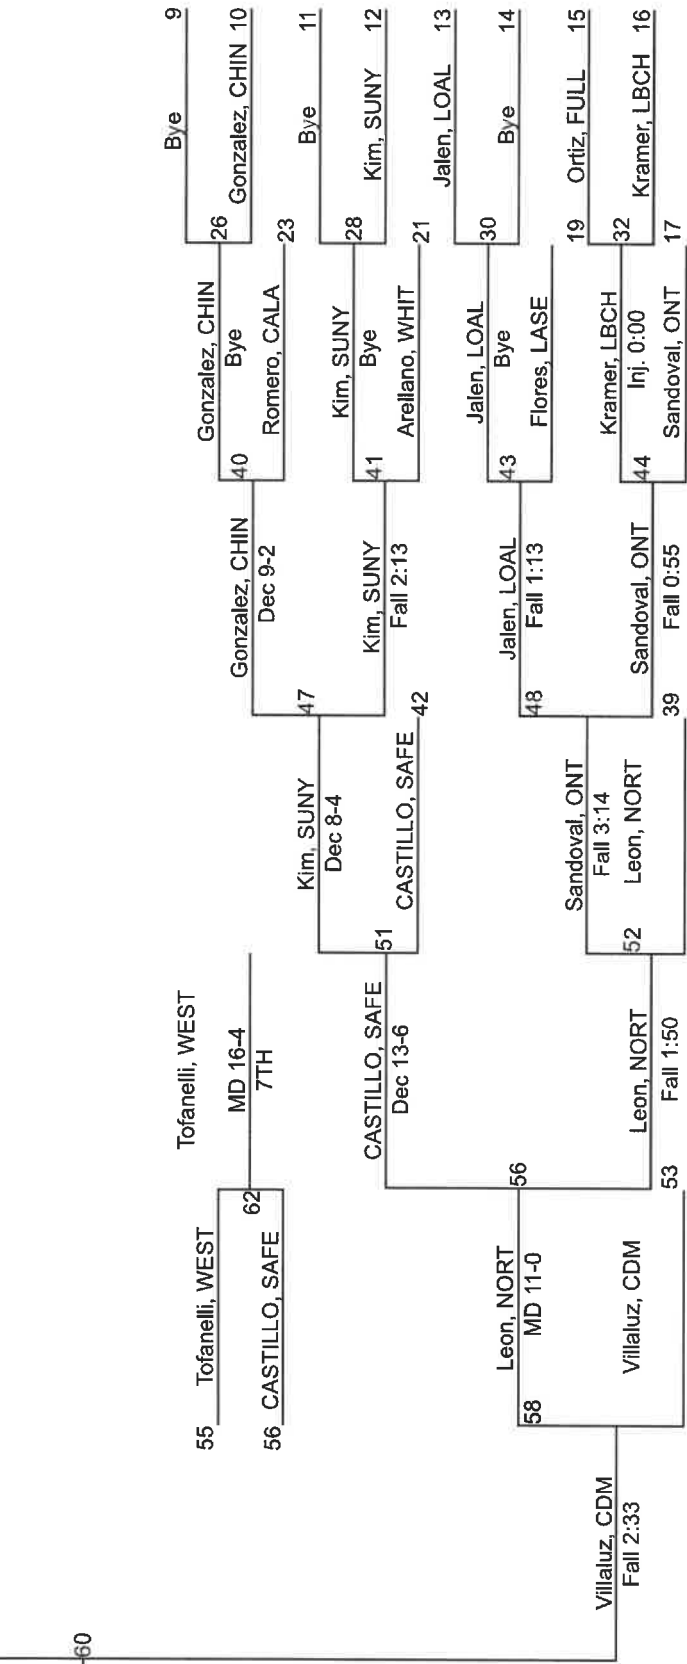 60
Villaluz, CDM
Fall 2:33
55 Tofanelli, WEST
62
56 CASTILLO, SAFE
Leon, NORT
58 MD 11-0
Villaluz, CDM
Tofanelli, WEST
MD 16-4
7TH
CASTILLO, SAFE
Dec 13-6
56
Leon, NORT
53 Fall 1:50
Kim, SUNY
Dec 8-4
51
CASTILLO, SAFE
42
Sandoval, ONT
Fall 3:14
52 Leon, NORT
39
Gonzalez, CHIN
Dec 9-2
47
Kim, SUNY
Fall 2:13
Jalen, LOAL
48 Fall 1:13
Sandoval, ONT
Fall 0:55
Gonzalez, CHIN
40 Bye
Romero, CALA
23
Kim, SUNY
41 Bye
Arellano, WHIT
21
Jalen, LOAL
43 Bye
Flores, LASE
19
Kramer, LBCH
44 Inj. 0:00
Sandoval, ONT
17
Bye 9
26
Gonzalez, CHIN 10
Bye 11
28
Kim, SUNY 12
Jalen, LOAL 13
30
Bye 14
Ortiz, FULL 15
32
Kramer, LBCH 16